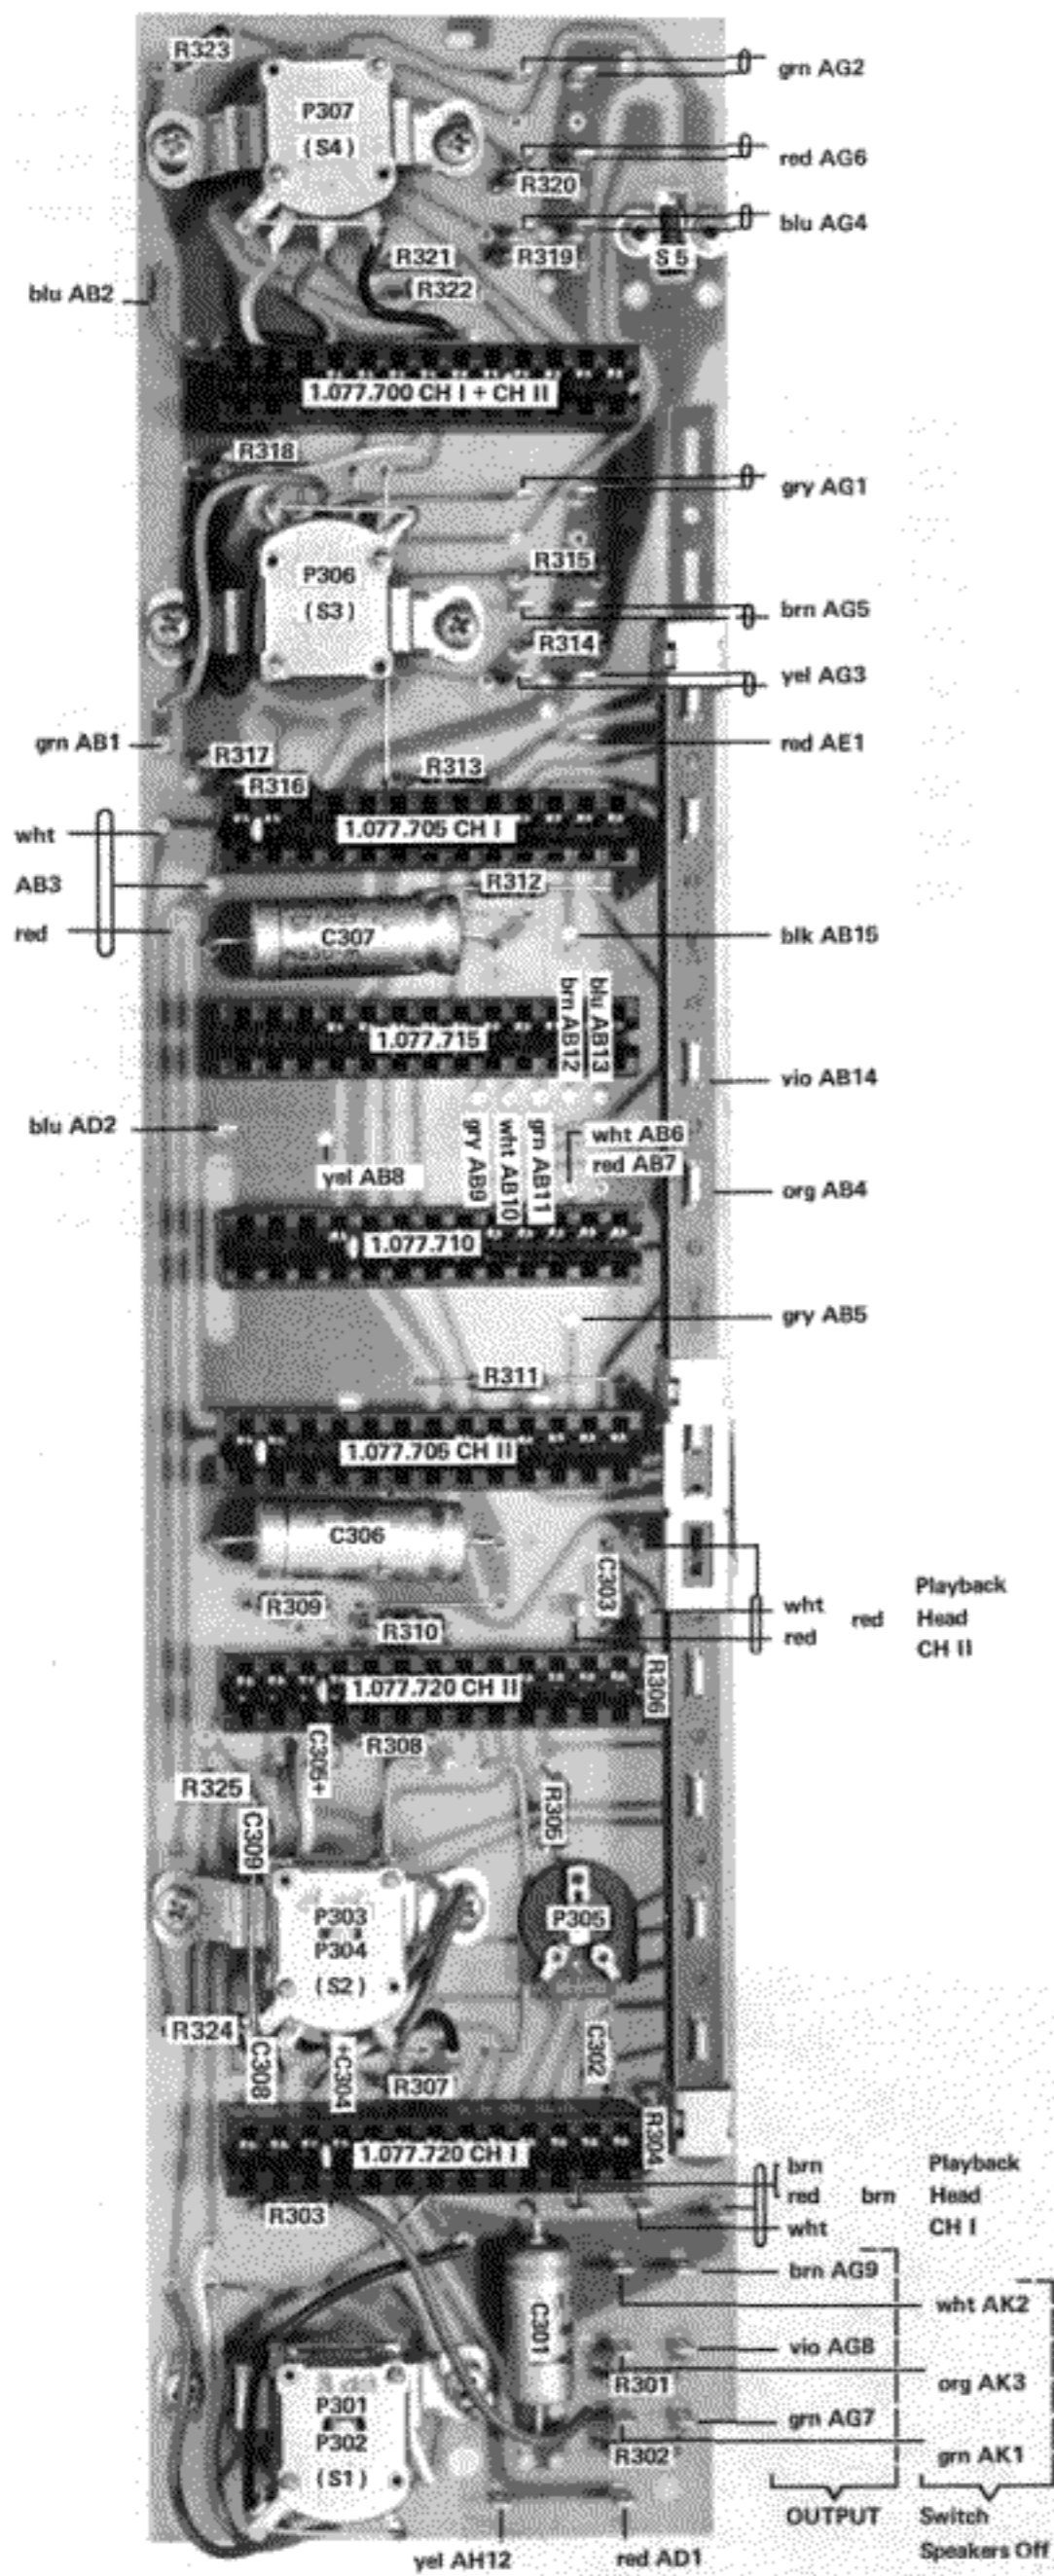 R323
P307
(S4)
grn AG2
red AG6
R320
blu AG4
R321
R319
S 5
R322
blu AB2
1.077.700 CH I + CH II
R318
gry AG1
R315
P306
(S3)
brn AG5
R314
yel AG3
grn AB1
red AE1
R317
R313
R316
wht
1.077.705 CH I
AB3
R312
red
C307
blk AB15
brn AB12
blu AB13
1.077.715
vio AB14
blu AD2
wht AB6
gry AB9
wht AB10
grn AB11
red AB7
yel AB8
org AB4
1.077.710
gry AB5
R311
1.077.705 CH II
C306
C303
R309
R310
wht
red
red
Playback
Head
CH II
R306
1.077.720 CH II
C305+
R308
R325
R305
C309
P303
P304
(S2)
P305
R324
C308
+C304
R307
C302
R304
1.077.720 CH I
brn
red
wht
brn
Playback
Head
CH I
R303
brn AG9
wht AK2
C301
vio AG8
R301
org AK3
P301
P302
(S1)
grn AG7
R302
grn AK1
OUTPUT
Switch
Speakers Off
yel AH12
red AD1